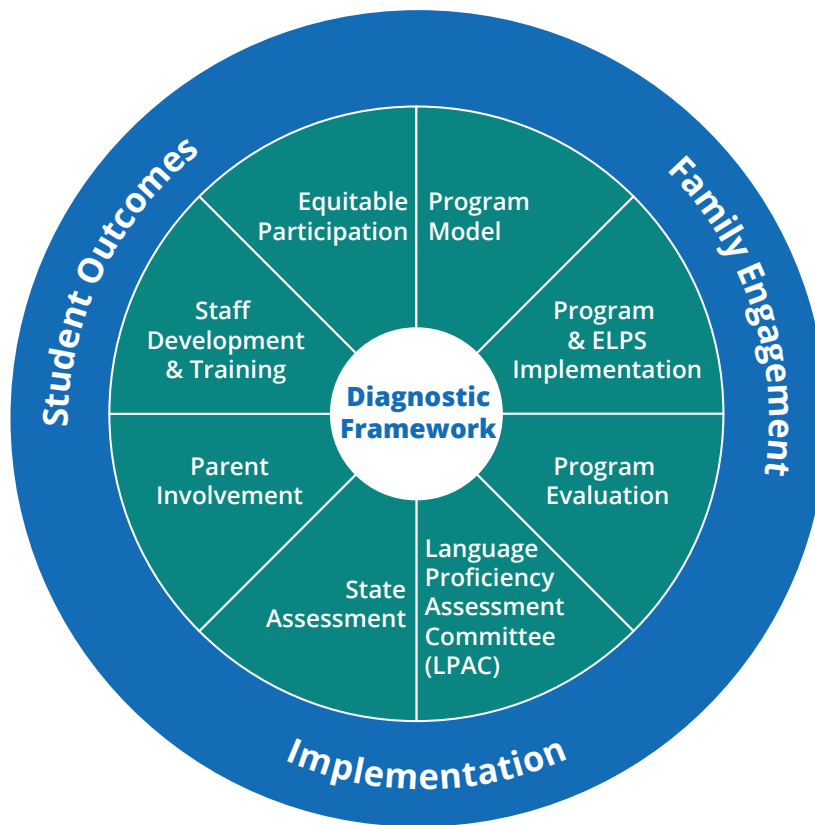 Student Outcomes
Family Engagement
Equitable
Participation
Program
Model
Staff
Development
& Training
Program
& ELPS
Implementation
Diagnostic
Framework
Parent
Involvement
Program
Evaluation
State
Assessment
Language
Proficiency
Assessment
Committee
(LPAC)
Implementation